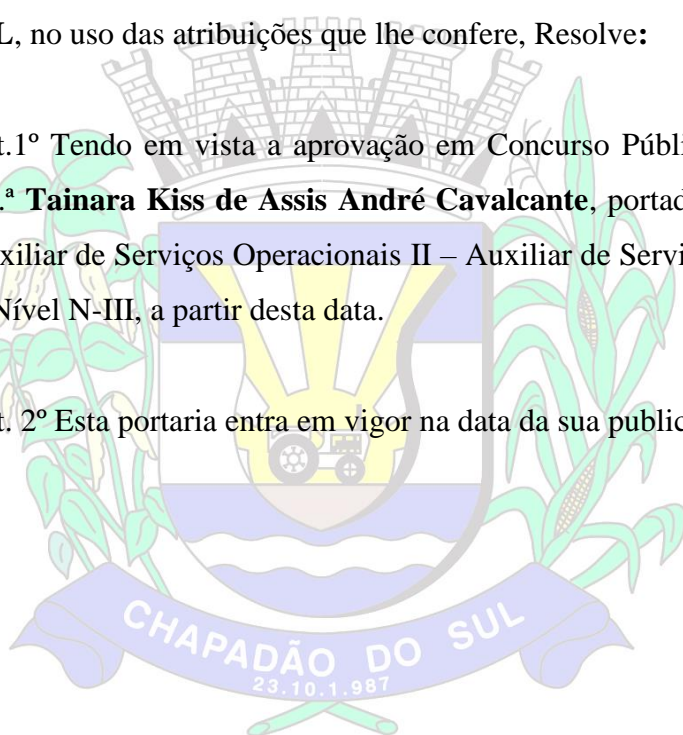 L, no uso das atribuições que lhe confere, Resolve:
t.1º Tendo em vista a aprovação em Concurso Públi
.ª Tainara Kiss de Assis André Cavalcante, portad
xiliar de Serviços Operacionais II – Auxiliar de Servi
Nível N-III, a partir desta data.
t. 2º Esta portaria entra em vigor na data da sua public
CHAPADÃO DO SUL
23.10.1.987